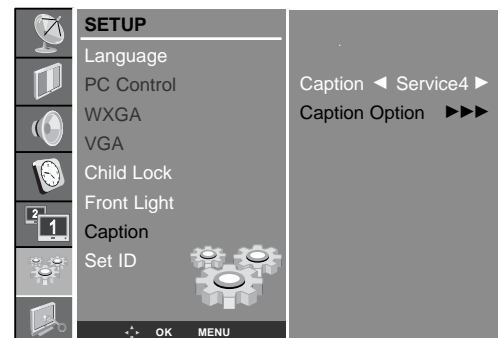 SETUP
Language
PC Control
WXGA
VGA
Child Lock
Front Light
Caption
Set ID
OK MENU
Caption ◄ Service4 ►
Caption Option ►►►
2
1